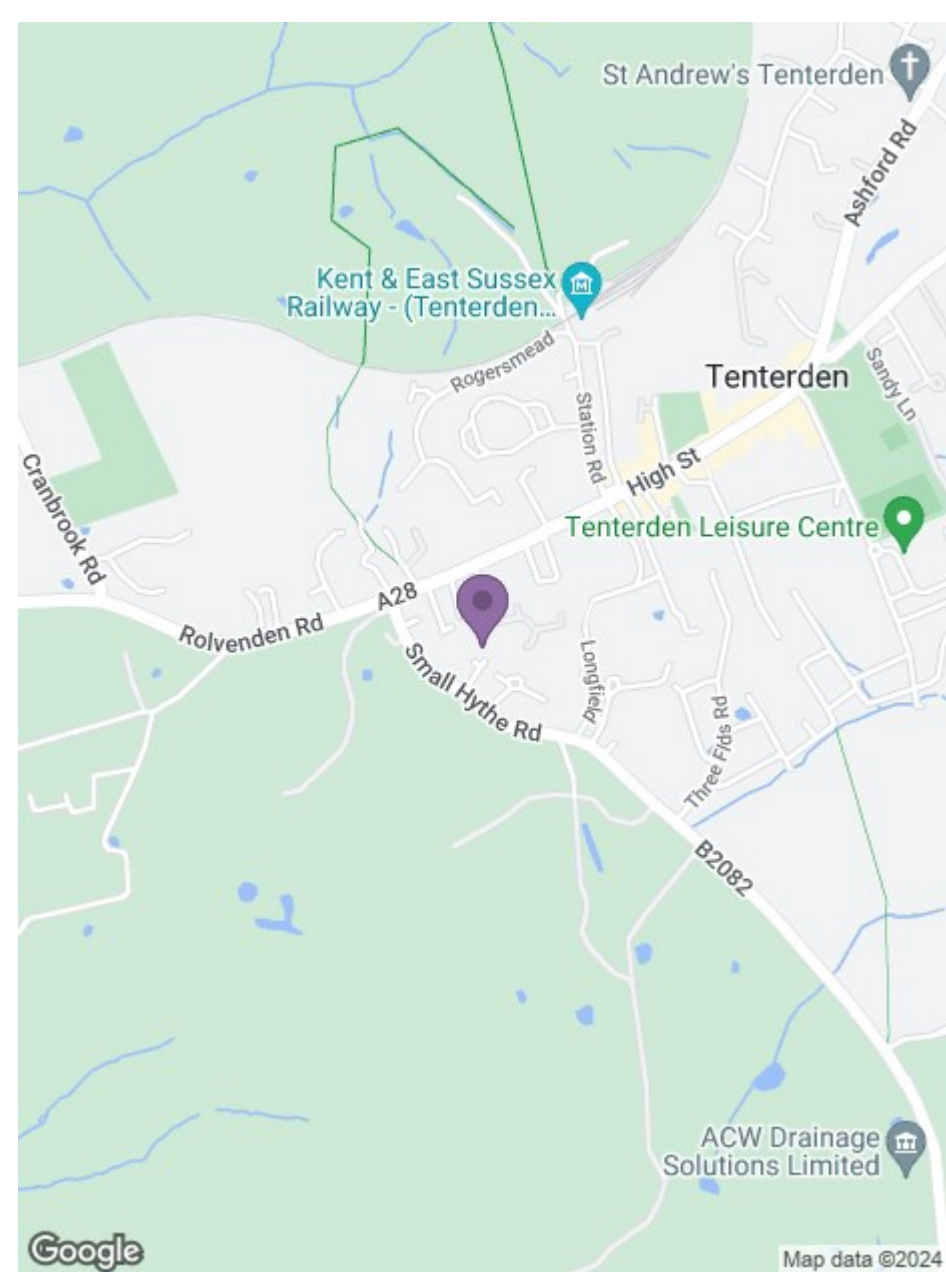 St Andrew's Tenterden
Ashford Rd
Kent & East Sussex
Railway - (Tenterden...
Rogersmead
Tenterden
Sandy Ln
Station Rd
High St
Cranbrook Rd
Tenterden Leisure Centre
A28
Rolvenden Rd
Small Hythe Rd
Longfield
Three Flds Rd
B2082
ACW Drainage
Solutions Limited
Google
Map data ©2024